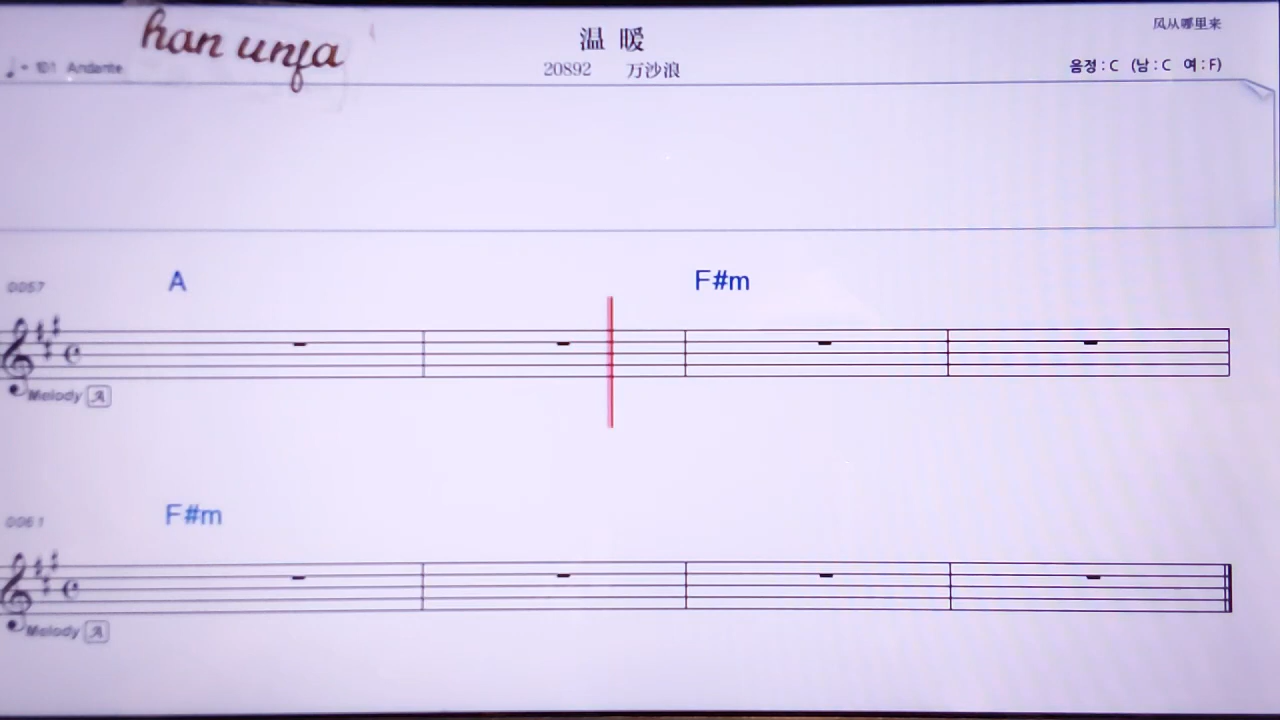 han unfa
温 暖
风从哪里来
♩= 101 Andante
20892 万沙浪
음정 : C (남 : C 여 : F)
0057
A F#m
Melody A
0061
F#m
Melody A